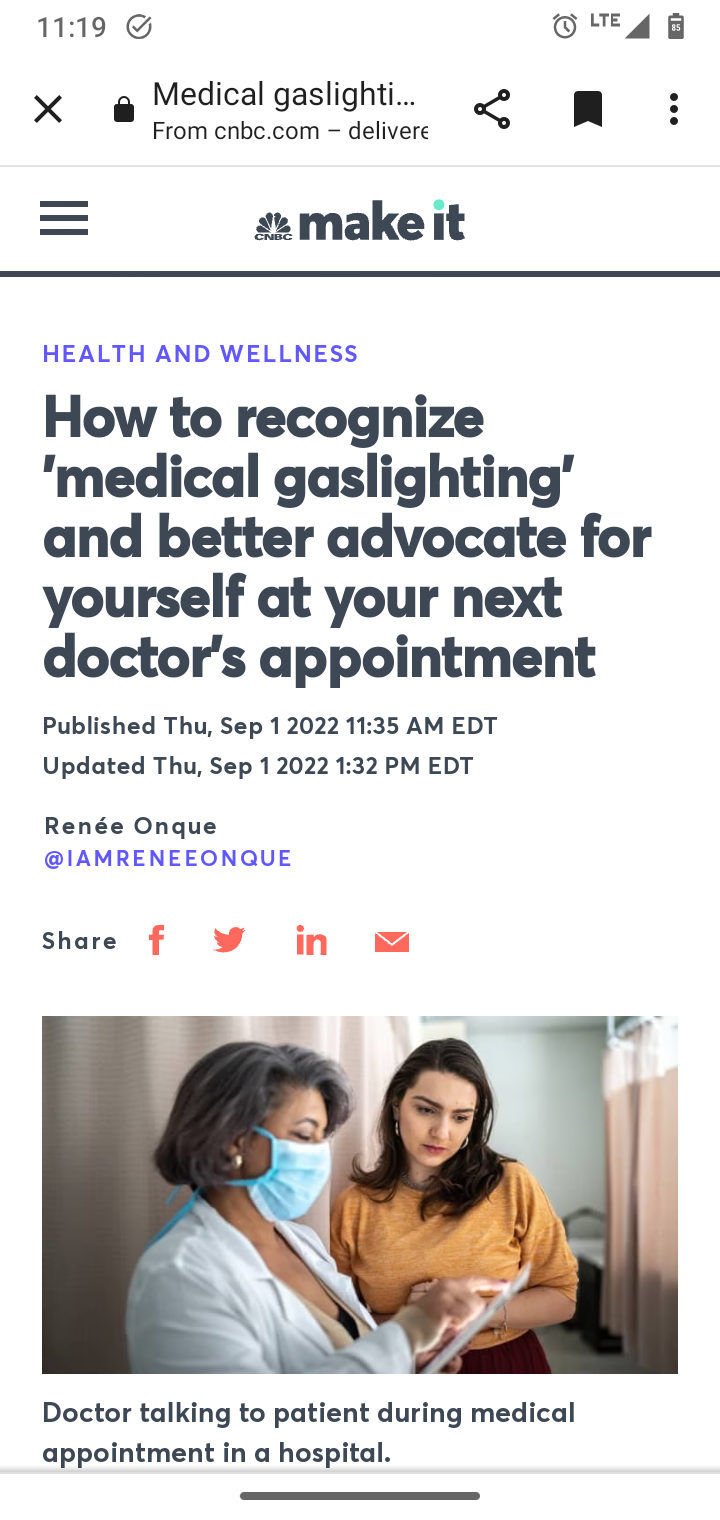 11:19
LTE
85
Medical gaslighti...
From cnbc.com – delivere
CNBC make it
HEALTH AND WELLNESS
How to recognize
'medical gaslighting'
and better advocate for
yourself at your next
doctor's appointment
Published Thu, Sep 1 2022 11:35 AM EDT
Updated Thu, Sep 1 2022 1:32 PM EDT
Renée Onque
@IAMRENEEONQUE
Share
Doctor talking to patient during medical
appointment in a hospital.